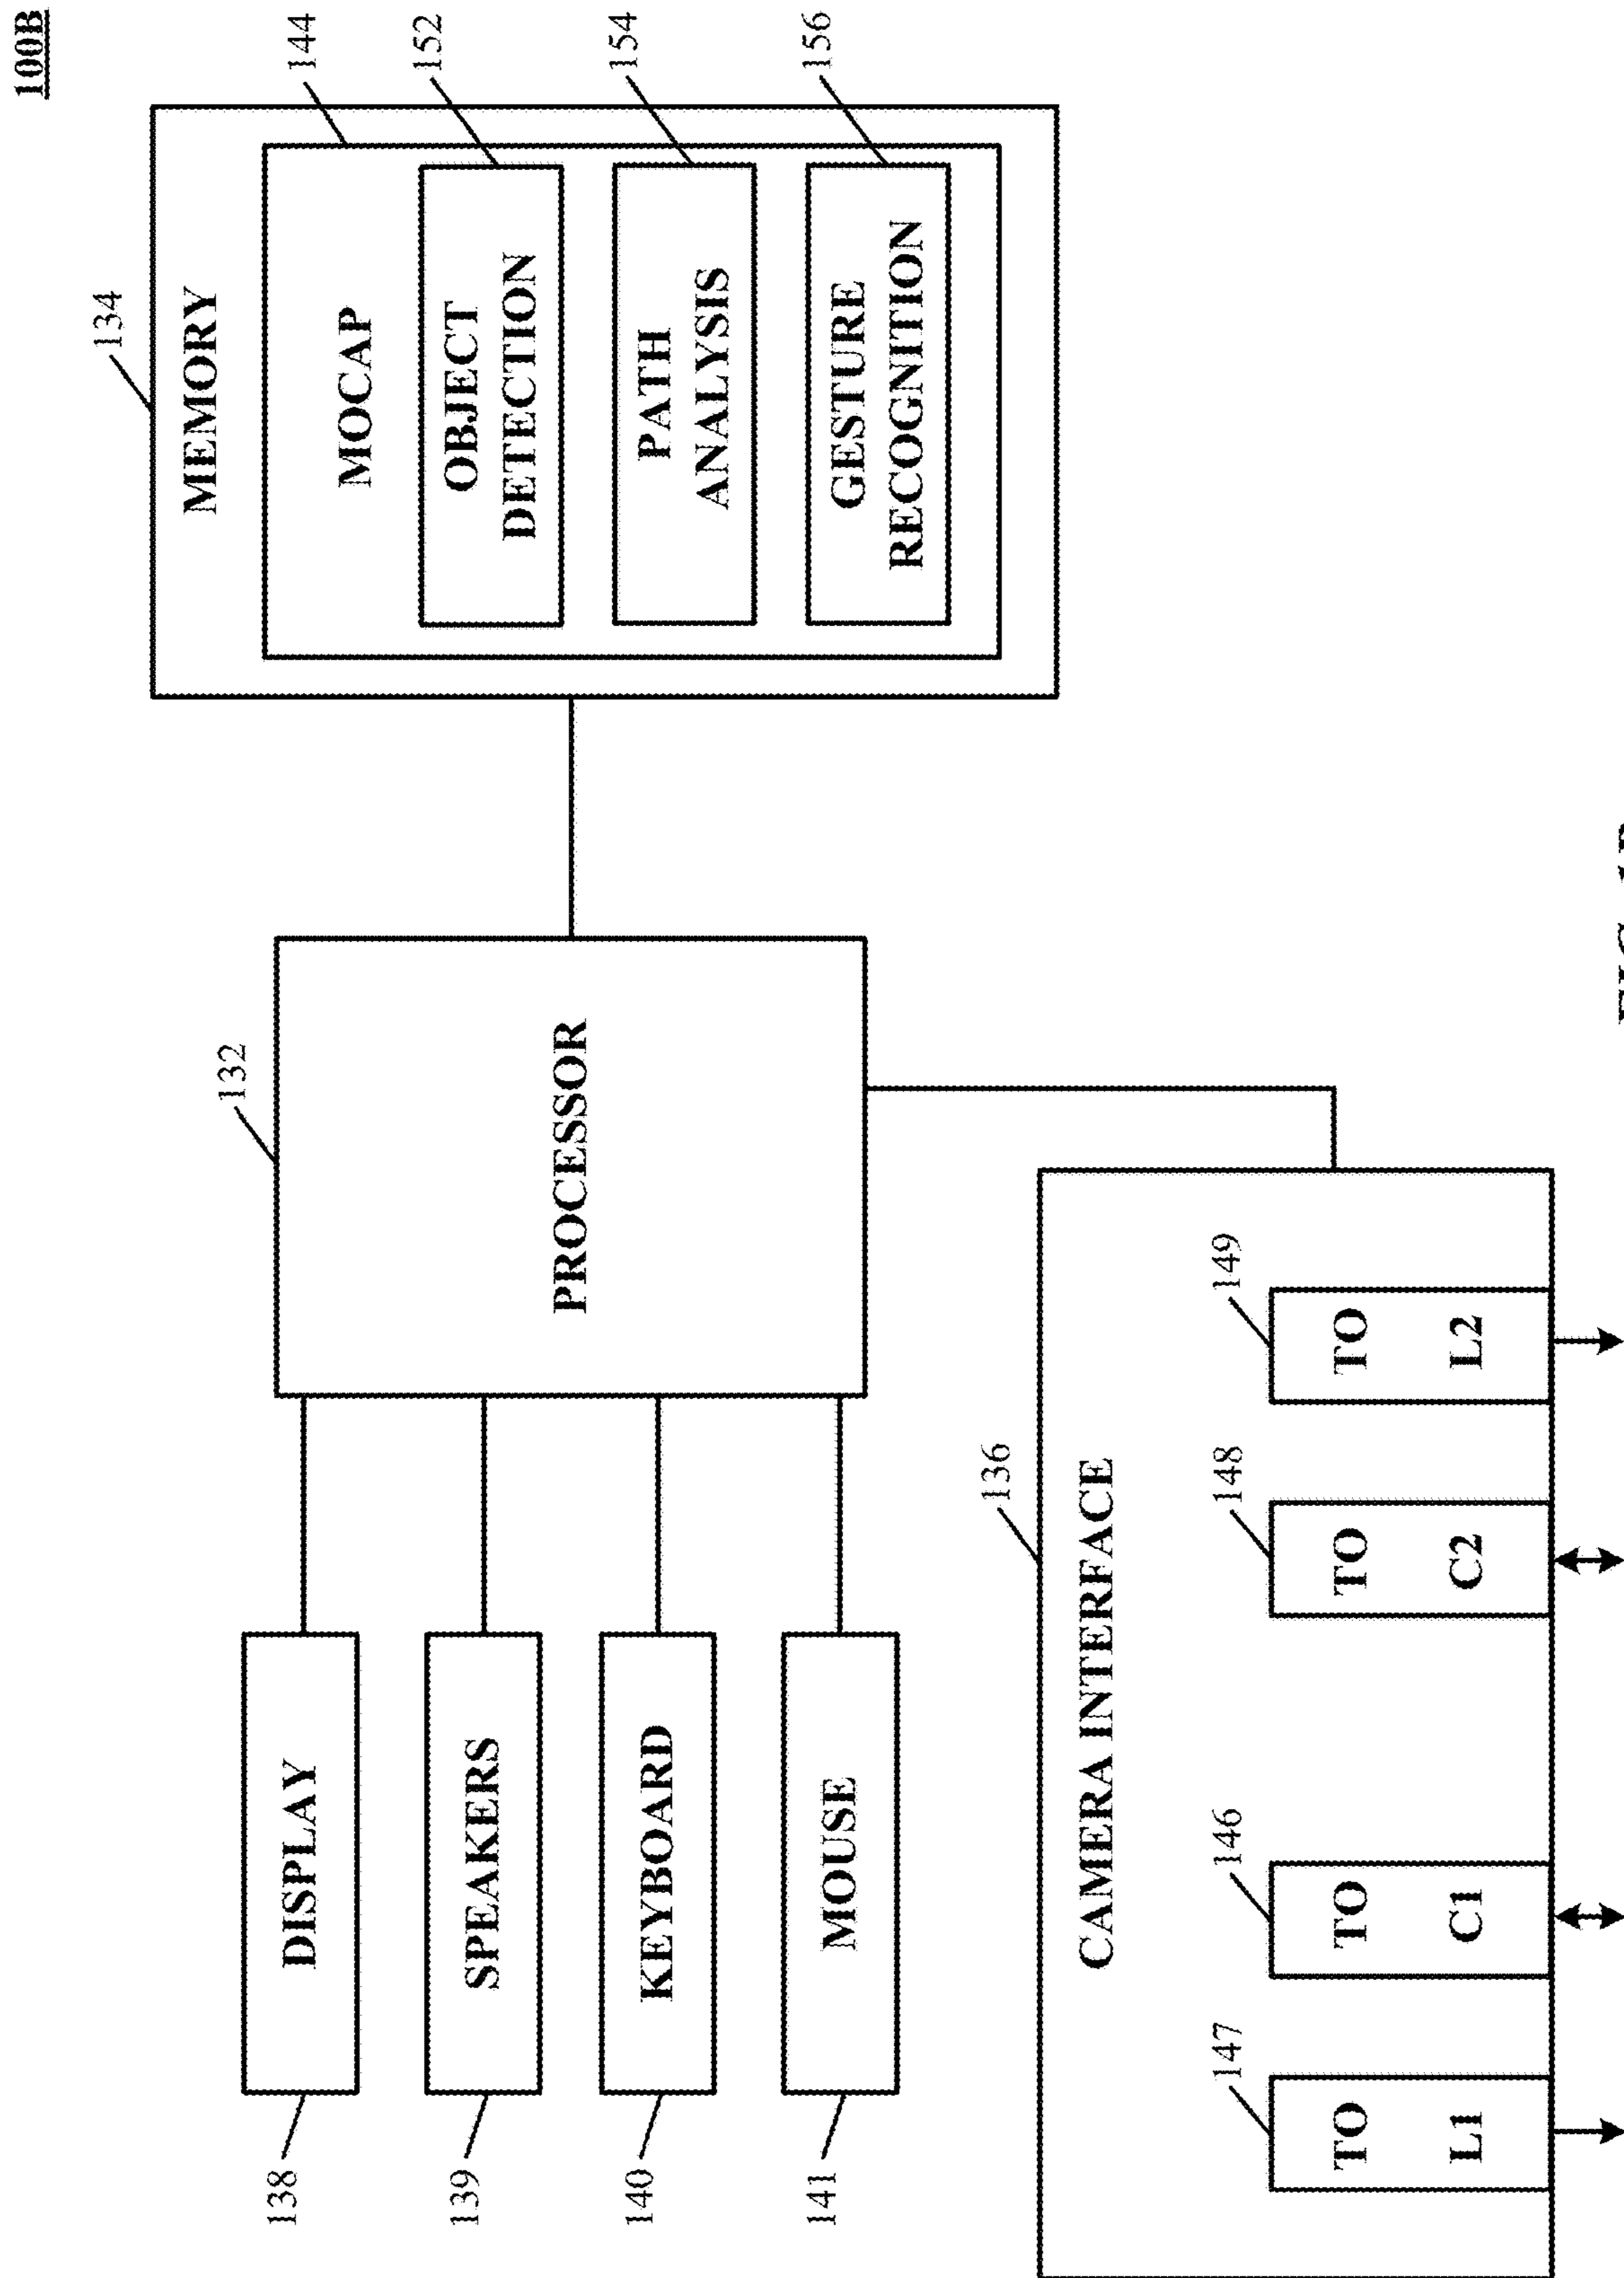 100B
138
DISPLAY
139
SPEAKERS
140
KEYBOARD
141
MOUSE
132
PROCESSOR
134
MEMORY
144
MOCAP
152
OBJECT
DETECTION
154
PATH
ANALYSIS
156
GESTURE
RECOGNITION
136
CAMERA INTERFACE
147
TO
L1
146
TO
C1
148
TO
C2
149
TO
L2